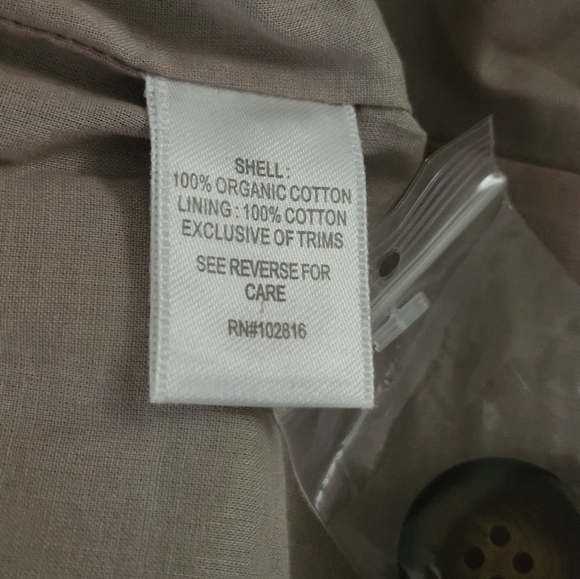 SHELL :
100% ORGANIC COTTON
LINING : 100% COTTON
EXCLUSIVE OF TRIMS
SEE REVERSE FOR
CARE
RN#102816